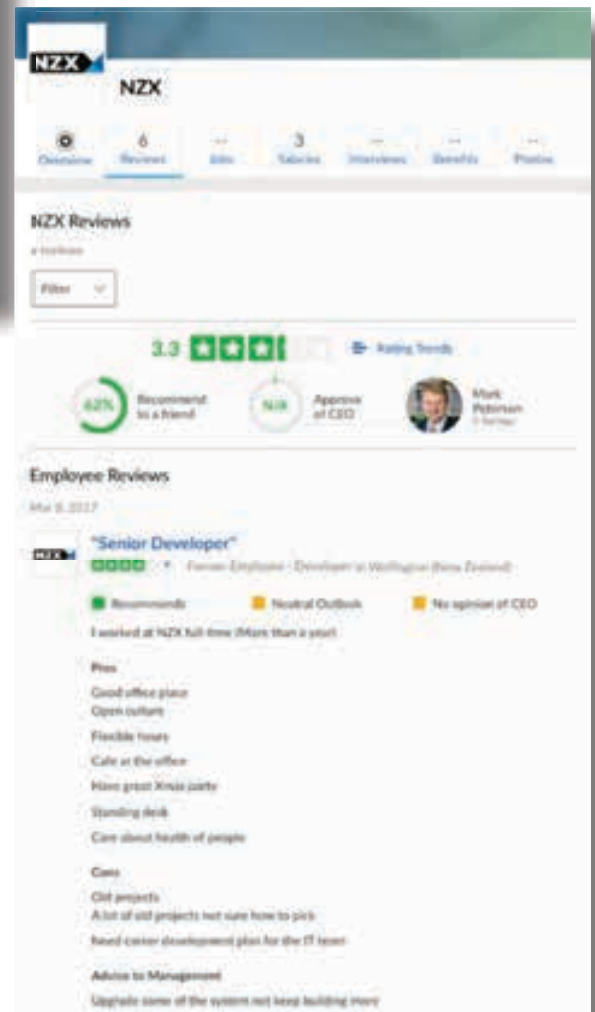 NZX
NZX
6 3
Overview Reviews Jobs Salaries Interviews Benefits Photos
NZX Reviews
Filter
3.3 Rating Trends
62% Recommend to a friend
N/A Approve of CEO
Mark Peterson
Employee Reviews
Mar 8, 2017
NZX
"Senior Developer"
Former Employee - Developer in Wellington (New Zealand)
Recommends Neutral Outlook No opinion of CEO
I worked at NZX full-time (More than a year)
Pros
Good office place
Open culture
Flexible hours
Cafe at the office
Have great Xmas party
Standing desk
Care about health of people
Cons
Old projects
A lot of old projects not sure how to pick
Need career development plan for the IT team
Advice to Management
Upgrade some of the system not keep building more